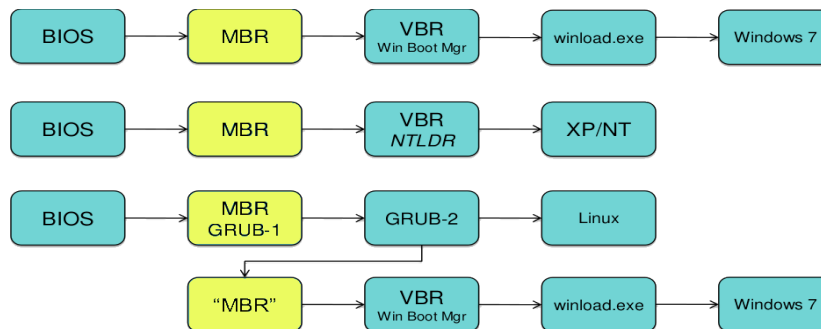 BIOS
MBR
VBR
Win Boot Mgr
winload.exe
Windows 7
BIOS
MBR
VBR
NTLDR
XP/NT
BIOS
MBR
GRUB-1
GRUB-2
Linux
“MBR”
VBR
Win Boot Mgr
winload.exe
Windows 7